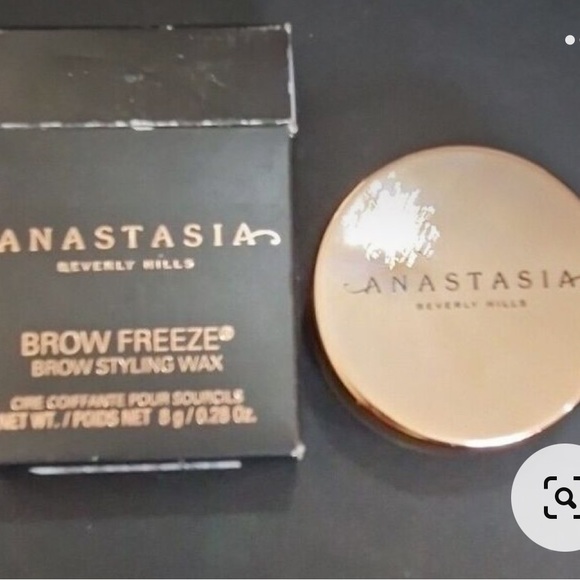 ANASTASIA
BEVERLY HILLS
BROW FREEZE®
BROW STYLING WAX
CIRE COIFFANTE POUR SOURCILS
NET WT. / POIDS NET 8 g / 0.28 Oz.
ANASTASIA
BEVERLY HILLS